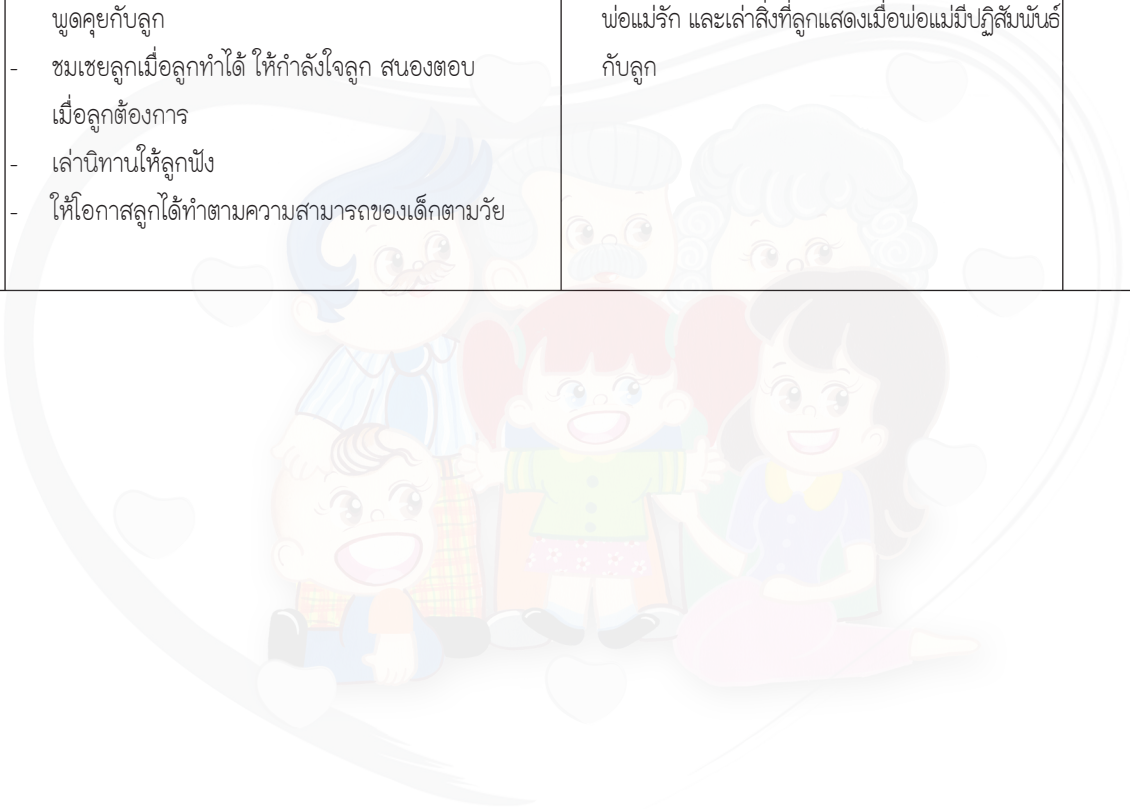 พูดคุยกับลูก
- ชมเชยลูกเมื่อลูกทำได้ ให้กำลังใจลูก สนองตอบ
เมื่อลูกต้องการ
- เล่านิทานให้ลูกฟัง
- ให้โอกาสลูกได้ทำตามความสามารถของเด็กตามวัย
พ่อแม่รัก และเล่าสิ่งที่ลูกแสดงเมื่อพ่อแม่มีปฏิสัมพันธ์
กับลูก